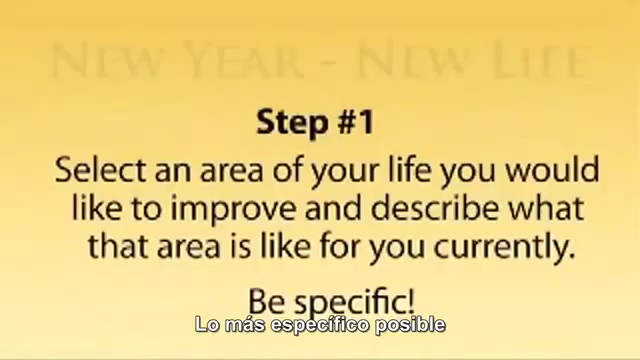 NEW YEAR - NEW LIFE
Step #1
Select an area of your life you would
like to improve and describe what
that area is like for you currently.
Be specific!
Lo más específico posible